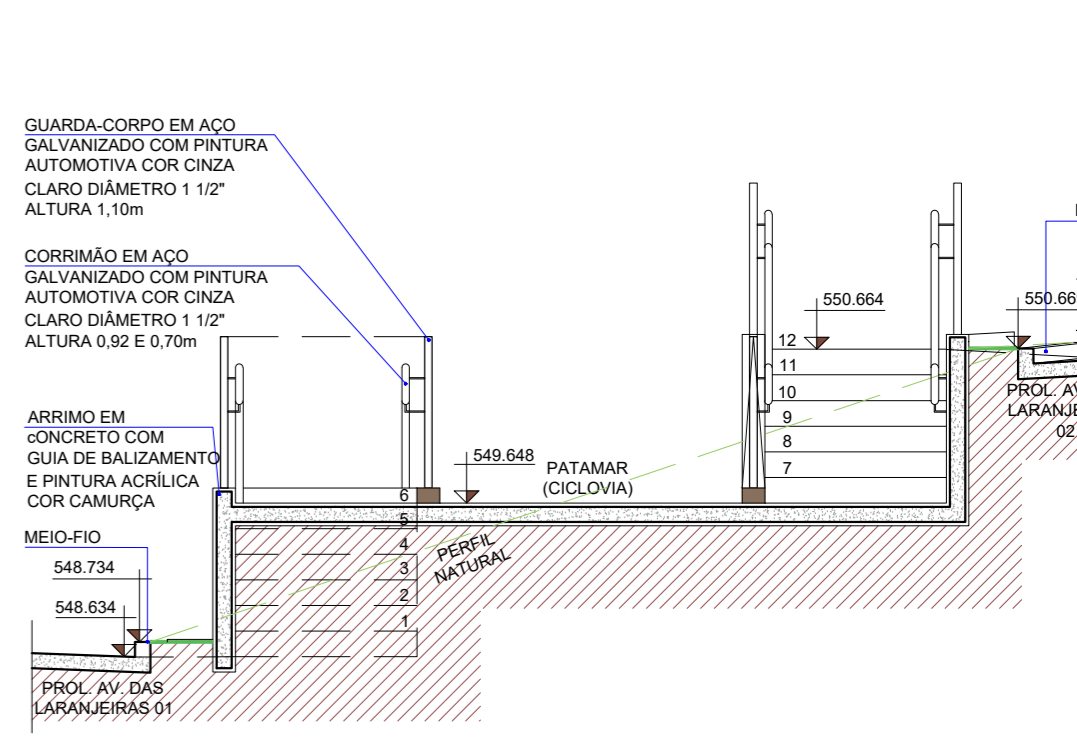 GUARDA-CORPO EM AÇO
GALVANIZADO COM PINTURA
AUTOMOTIVA COR CINZA
CLARO DIÂMETRO 1 1/2"
ALTURA 1,10m
CORRIMÃO EM AÇO
GALVANIZADO COM PINTURA
AUTOMOTIVA COR CINZA
CLARO DIÂMETRO 1 1/2"
ALTURA 0,92 E 0,70m
ARRIMO EM
cONCRETO COM
GUIA DE BALIZAMENTO
E PINTURA ACRÍLICA
COR CAMURÇA
MEIO-FIO
548.734
548.634
PROL. AV. DAS
LARANJEIRAS 01
6
5
4
3
2
1
549.648
PATAMAR
(CICLOVIA)
PERFIL
NATURAL
550.664
12
11
10
9
8
7
550.66
PROL. AV
LARANJE
02